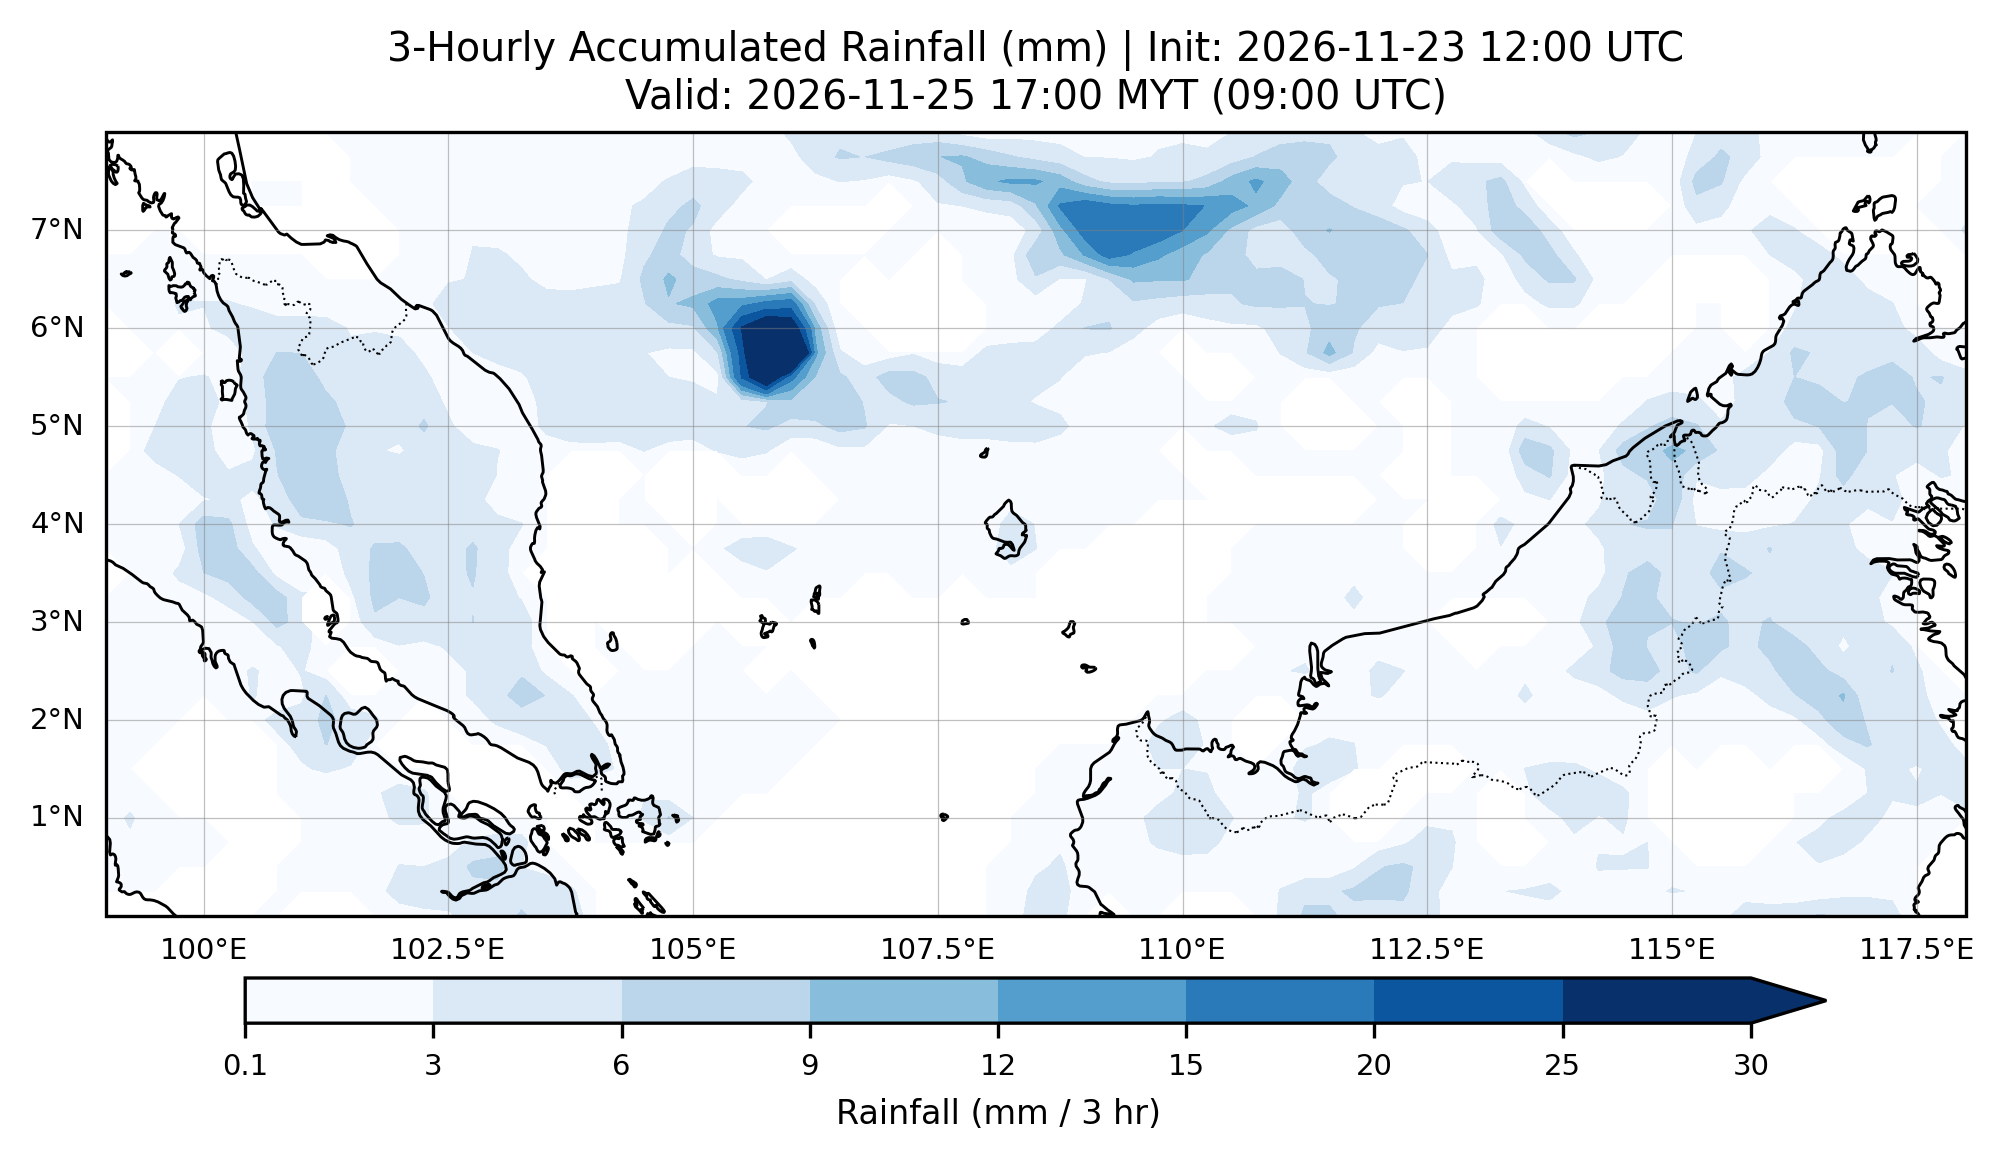 3-Hourly Accumulated Rainfall (mm) | Init: 2026-11-23 12:00 UTC
Valid: 2026-11-25 17:00 MYT (09:00 UTC)
7°N
6°N
5°N
4°N
3°N
2°N
1°N
100°E 102.5°E 105°E 107.5°E 110°E 112.5°E 115°E 117.5°E
0.1 3 6 9 12 15 20 25 30
Rainfall (mm / 3 hr)